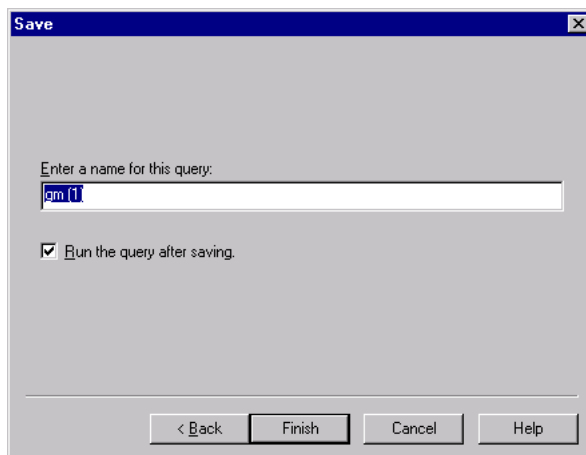 Save
Enter a name for this query:
gm (1)
Run the query after saving.
< Back Finish Cancel Help